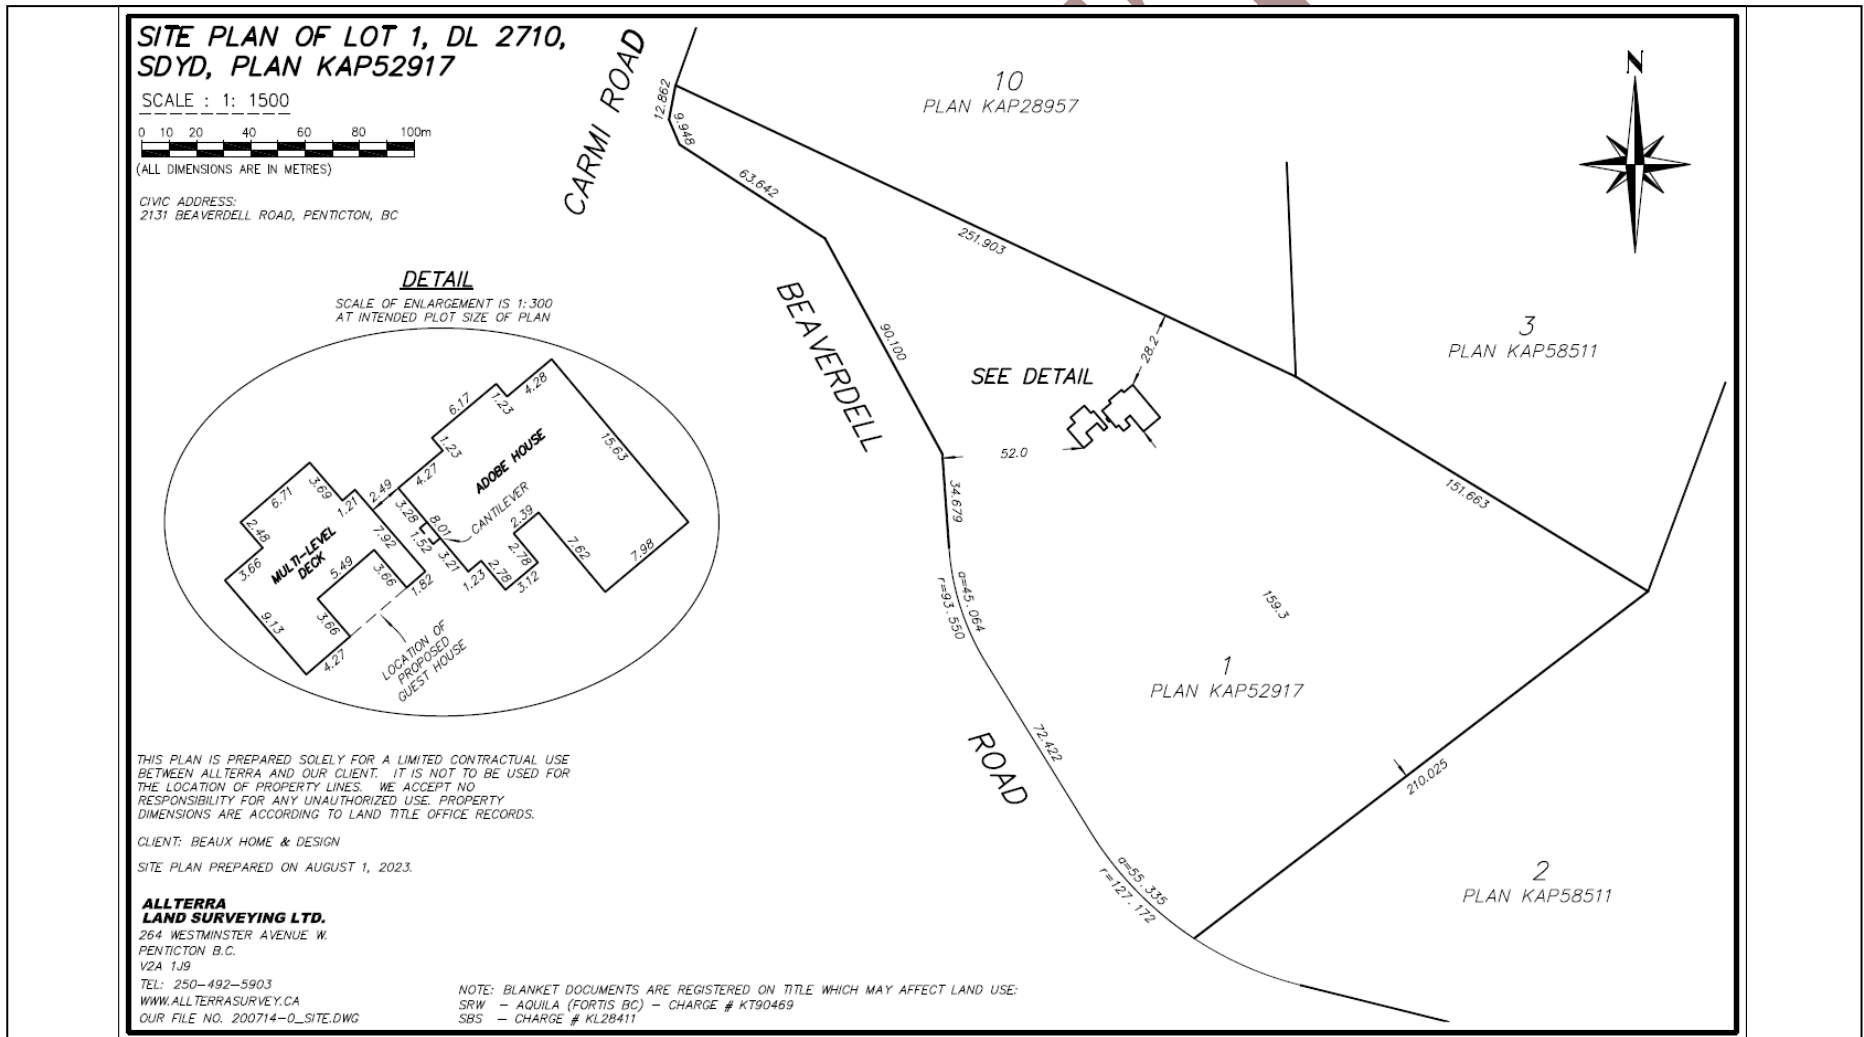 SITE PLAN OF LOT 1, DL 2710,
SDYD, PLAN KAP52917
SCALE : 1: 1500
0 10 20 40 60 80 100m
(ALL DIMENSIONS ARE IN METRES)
CIVIC ADDRESS:
2131 BEAVERDELL ROAD, PENTICTON, BC
DETAIL
SCALE OF ENLARGEMENT IS 1:300
AT INTENDED PLOT SIZE OF PLAN
4.28
1.23
6.17
1.23
15.63
ADOBE HOUSE
4.27
2.49
3.69
6.71
1.21
3.28
8.01
CANTILEVER
2.39
2.48
7.92
1.52
MULTI-LEVEL
DECK
3.66
5.49
3.66
3.21
2.78
7.62
7.98
1.82
1.23
2.78
3.12
9.13
3.66
4.27
LOCATION OF
PROPOSED
GUEST HOUSE
THIS PLAN IS PREPARED SOLELY FOR A LIMITED CONTRACTUAL USE
BETWEEN ALLTERRA AND OUR CLIENT. IT IS NOT TO BE USED FOR
THE LOCATION OF PROPERTY LINES. WE ACCEPT NO
RESPONSIBILITY FOR ANY UNAUTHORIZED USE. PROPERTY
DIMENSIONS ARE ACCORDING TO LAND TITLE OFFICE RECORDS.
CLIENT: BEAUX HOME & DESIGN
SITE PLAN PREPARED ON AUGUST 1, 2023.
ALLTERRA
LAND SURVEYING LTD.
264 WESTMINSTER AVENUE W.
PENTICTON B.C.
V2A 1J9
TEL: 250-492-5903
WWW.ALLTERRASURVEY.CA
OUR FILE NO. 200714-0_SITE.DWG
NOTE: BLANKET DOCUMENTS ARE REGISTERED ON TITLE WHICH MAY AFFECT LAND USE:
SRW - AQUILA (FORTIS BC) - CHARGE # KT90469
SBS - CHARGE # KL28411
CARMI ROAD
12.862
9.948
63.642
10
PLAN KAP28957
N
251.903
BEAVERDELL
90.100
28.2
3
PLAN KAP58511
SEE DETAIL
52.0
34.679
151.663
a=45.064
r=93.550
159.3
1
PLAN KAP52917
72.422
ROAD
210.025
a=55.335
r=127.172
2
PLAN KAP58511